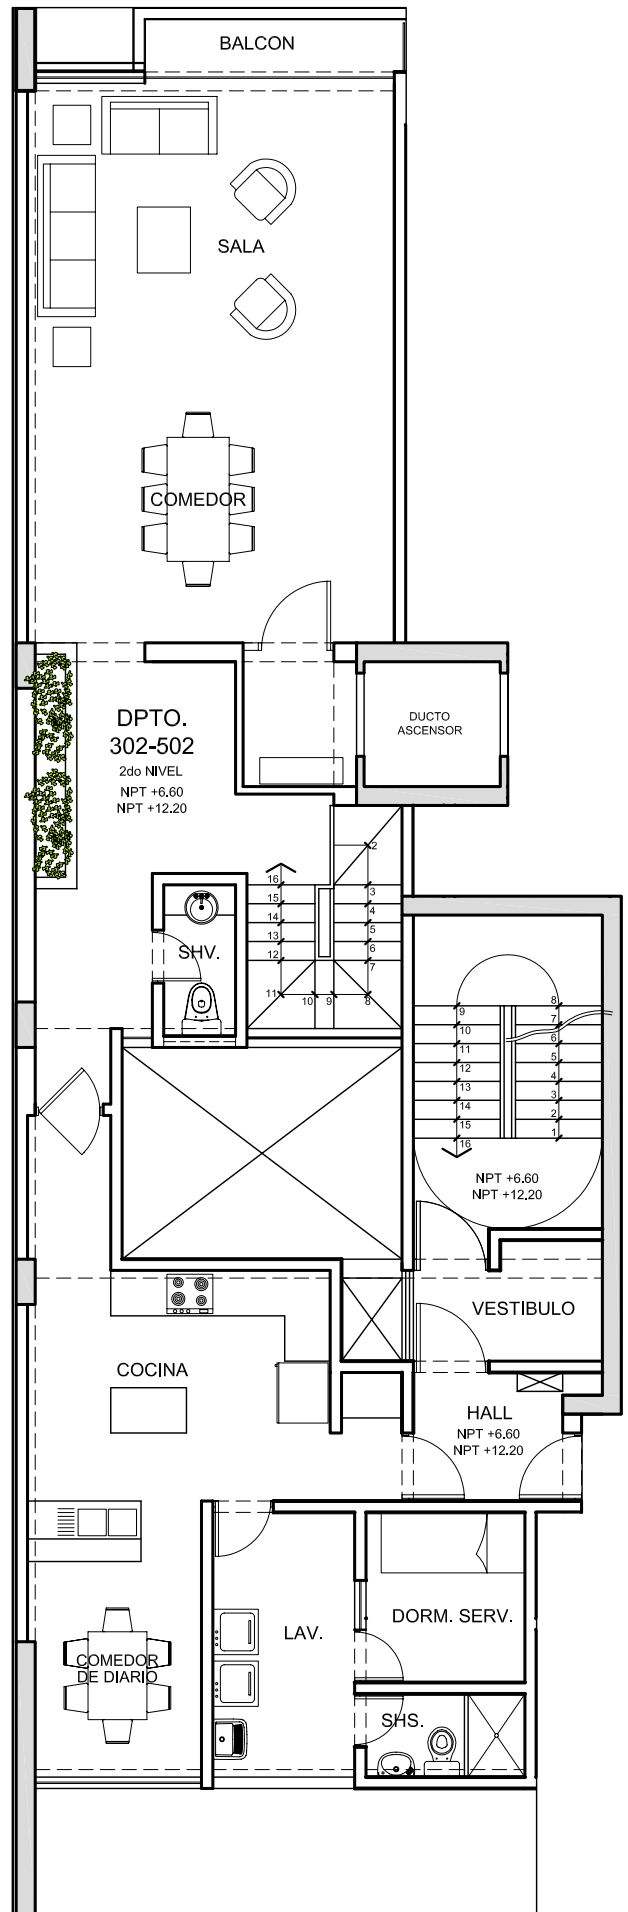 BALCON
SALA
COMEDOR
DPTO.
302-502
2do NIVEL
NPT +6.60
NPT +12.20
DUCTO
ASCENSOR
2
16
15
14
13
12
11
10
9
8
3
4
5
6
7
SHV.
9
10
11
12
13
14
15
16
8
7
6
5
4
3
2
1
NPT +6.60
NPT +12.20
VESTIBULO
COCINA
HALL
NPT +6.60
NPT +12.20
LAV.
DORM. SERV.
COMEDOR
DE DIARIO
SHS.